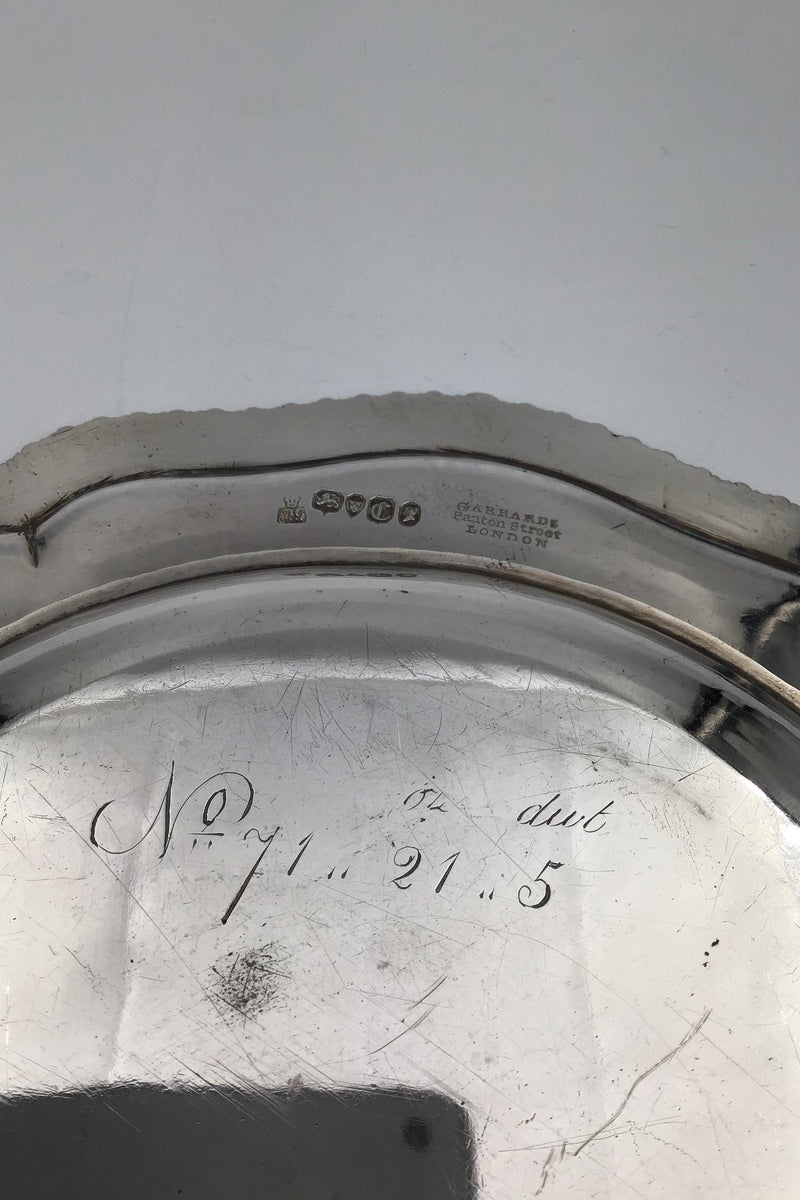 GARRARDS
Panton Street
LONDON
oz dwt
No 71 " 21 " 5